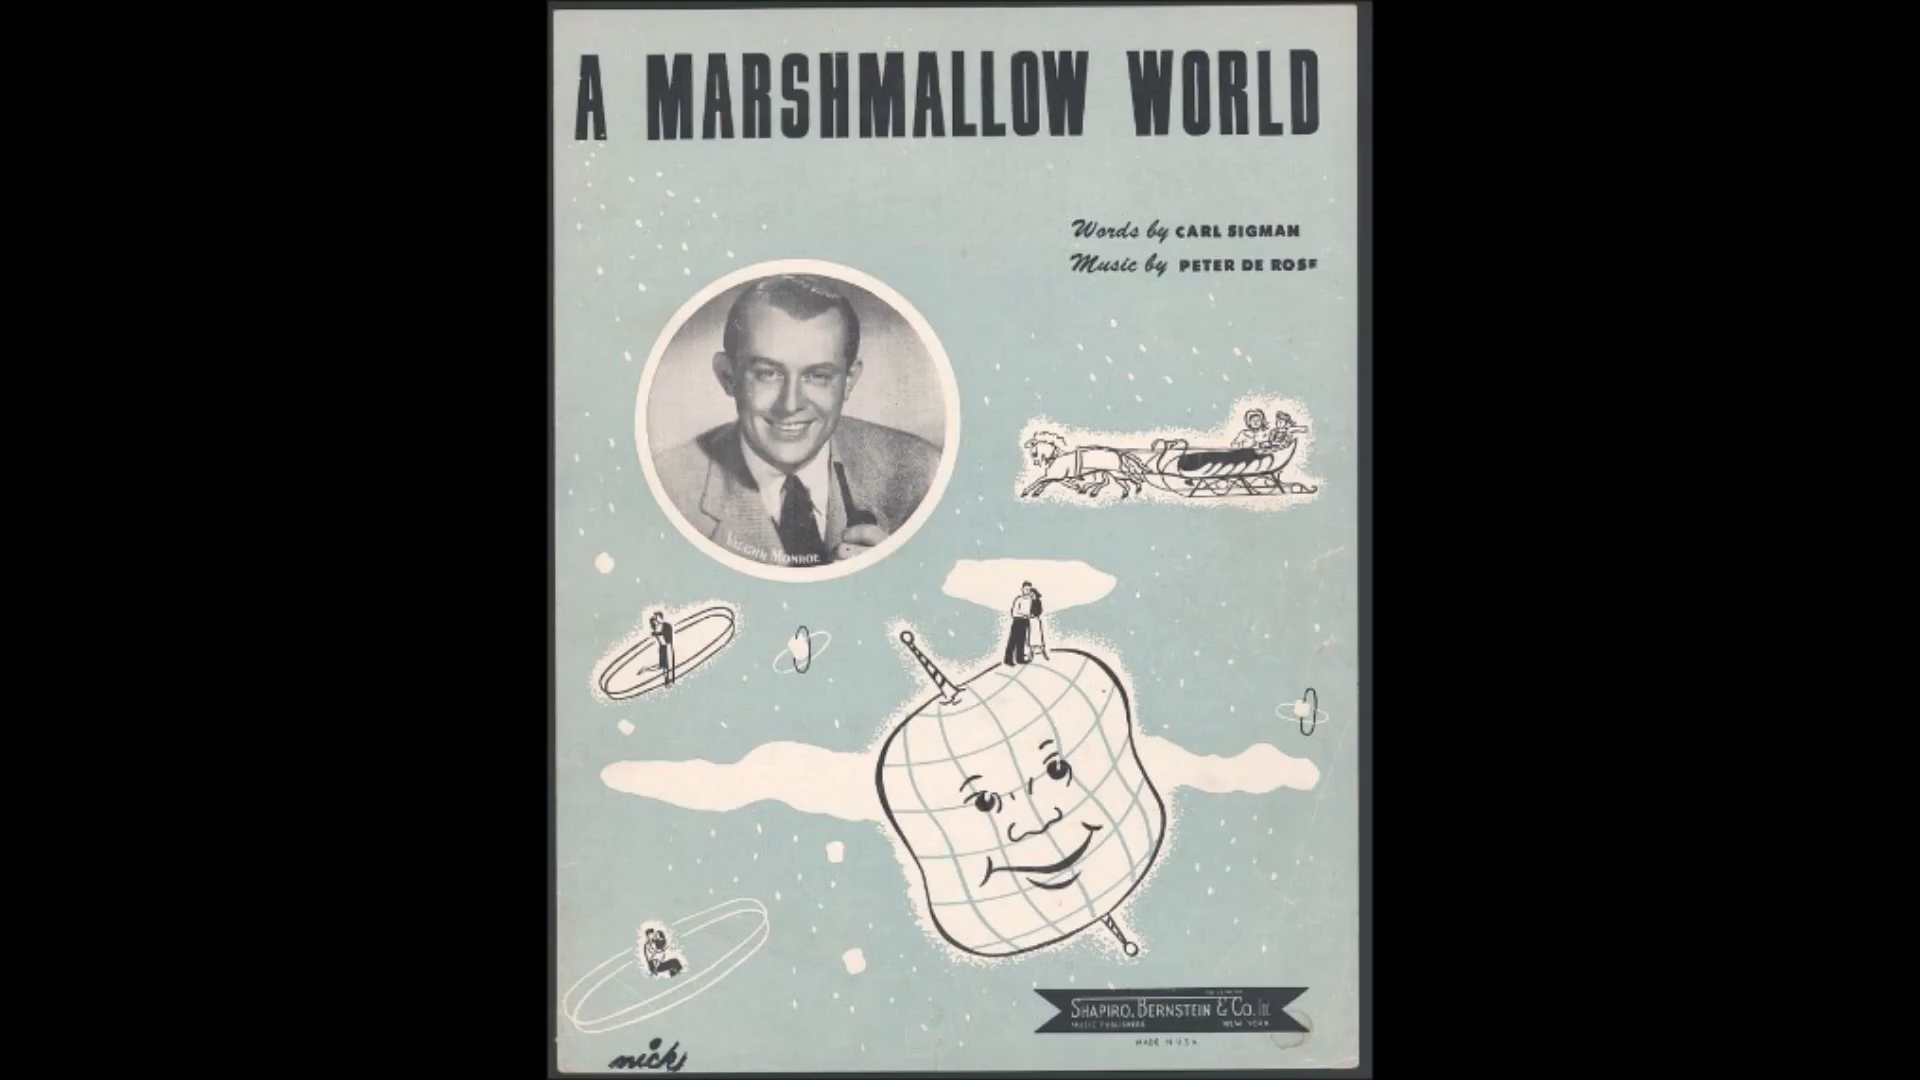 A MARSHMALLOW WORLD
Words by CARL SIGMAN
Music by PETER DE ROSE
VAUGHN MONROE
SHAPIRO, BERNSTEIN & CO. INC
MUSIC PUBLISHERS NEW YORK
MADE IN U.S.A.
nick